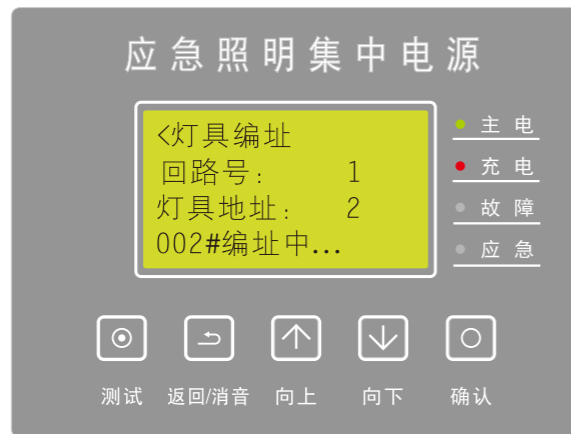 应急照明集中电源
<灯具编址
回路号: 1
灯具地址: 2
002#编址中...
主电
充电
故障
应急
测试 返回/消音 向上 向下 确认